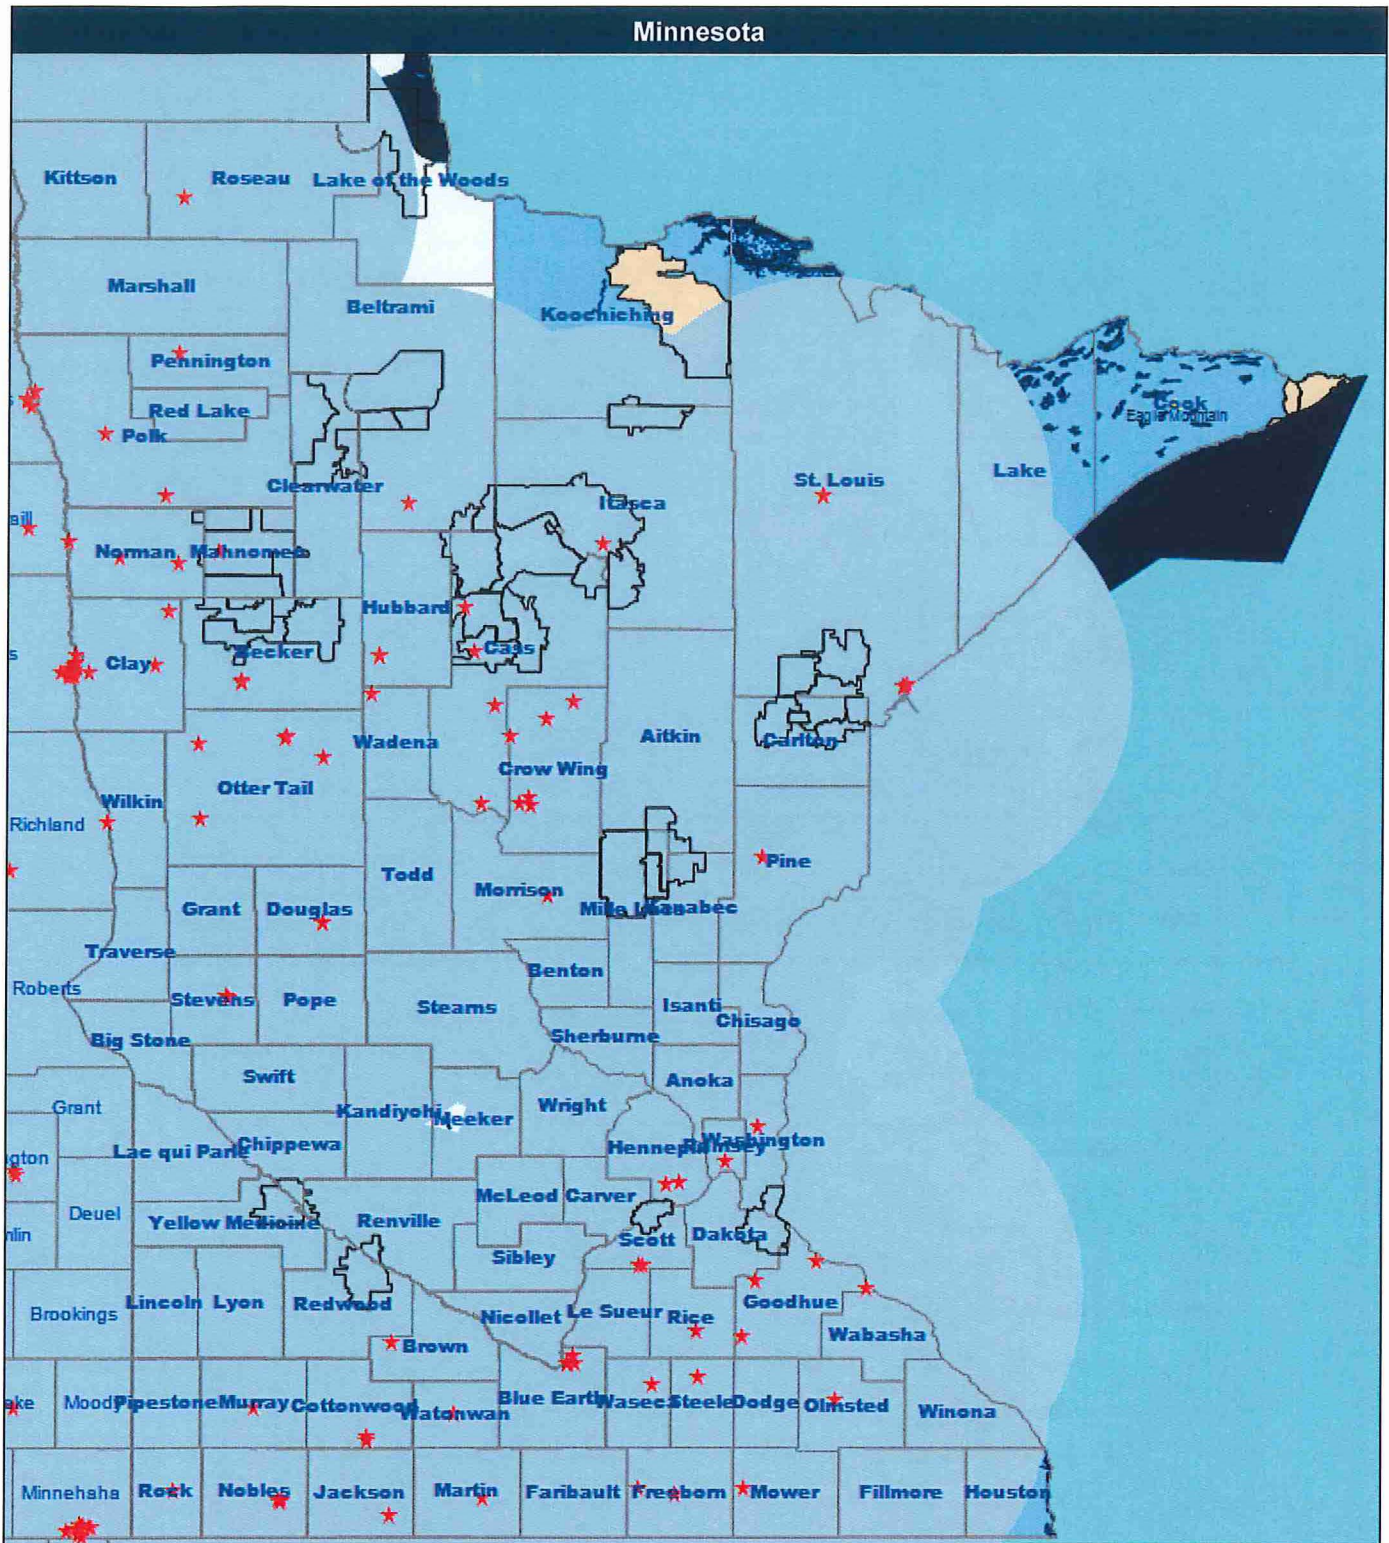 Minnesota
Kittson
Roseau
Lake of the Woods
Marshall
Beltrami
Koochiching
Pennington
Red Lake
Polk
Cook
Eagle Mountain
Clearwater
St. Louis
Lake
Itasca
aill
Norman
Mahnomen
Hubbard
Clay
Becker
Cass
s
Wadena
Aitkin
Carlton
Crow Wing
Otter Tail
Wilkin
Richland
Todd
Morrison
Pine
Grant
Douglas
Mille Lacs
Kanabec
Traverse
Benton
Roberts
Stevens
Pope
Stearns
Isanti
Chisago
Big Stone
Sherburne
Swift
Anoka
Grant
Kandiyohi
Meeker
Wright
Lac qui Parle
Chippewa
Hennepin
Ramsey
Washington
gton
McLeod
Carver
Deuel
Yellow Medicine
Renville
Scott
Dakota
nlin
Sibley
Brookings
Lincoln
Lyon
Redwood
Nicollet
Le Sueur
Rice
Goodhue
Wabasha
Brown
ake
Moody
Pipestone
Murray
Cottonwood
Watonwan
Blue Earth
Waseca
Steele
Dodge
Olmsted
Winona
Minnehaha
Rock
Nobles
Jackson
Martin
Faribault
Freeborn
Mower
Fillmore
Houston